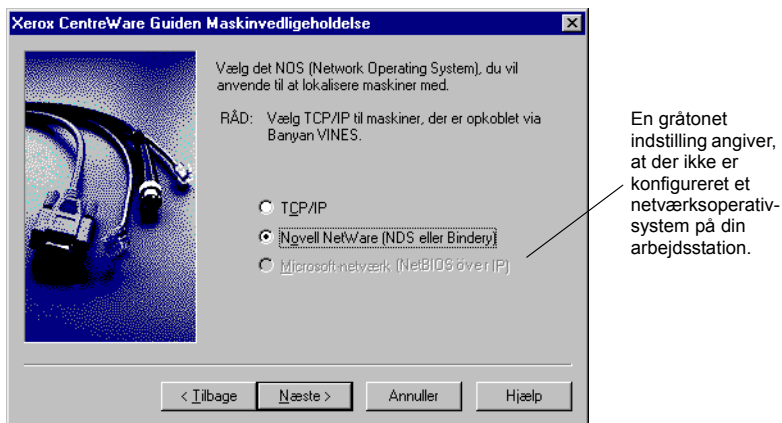 Xerox CentreWare Guiden Maskinvedligeholdelse
Vælg det NOS (Network Operating System), du vil
anvende til at lokalisere maskiner med.
RÅD: Vælg TCP/IP til maskiner, der er opkoblet via
Banyan VINES.
TCP/IP
Novell NetWare (NDS eller Bindery)
Microsoft-netværk (NetBIOS över IP)
< Tilbage
Næste >
Annuller
Hjælp
En gråtonet
indstilling angiver,
at der ikke er
konfigureret et
netværksoperativ-
system på din
arbejdsstation.